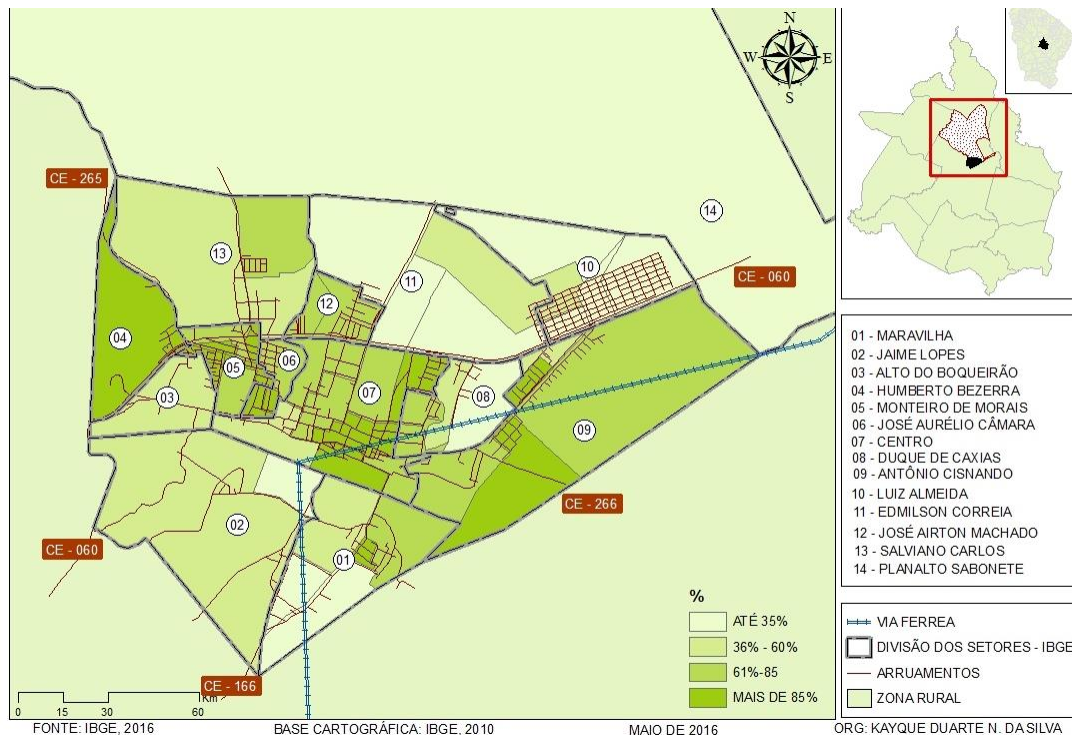 N
W E
S
CE - 265
14
13
10
11
CE - 060
12
04
06
05
03
07
08
09
CE - 266
02
CE - 060
01
CE - 166
%
ATÉ 35%
36% - 60%
61%-85
MAIS DE 85%
Km
0 15 30 60
01 - MARAVILHA
02 - JAIME LOPES
03 - ALTO DO BOQUEIRÃO
04 - HUMBERTO BEZERRA
05 - MONTEIRO DE MORAIS
06 - JOSÉ AURÉLIO CÂMARA
07 - CENTRO
08 - DUQUE DE CAXIAS
09 - ANTÔNIO CISNANDO
10 - LUIZ ALMEIDA
11 - EDMILSON CORREIA
12 - JOSÉ AIRTON MACHADO
13 - SALVIANO CARLOS
14 - PLANALTO SABONETE
VIA FERREA
DIVISÃO DOS SETORES - IBGE
ARRUAMENTOS
ZONA RURAL
FONTE: IBGE, 2016 BASE CARTOGRÁFICA: IBGE, 2010 MAIO DE 2016 ORG: KAYQUE DUARTE N. DA SILVA